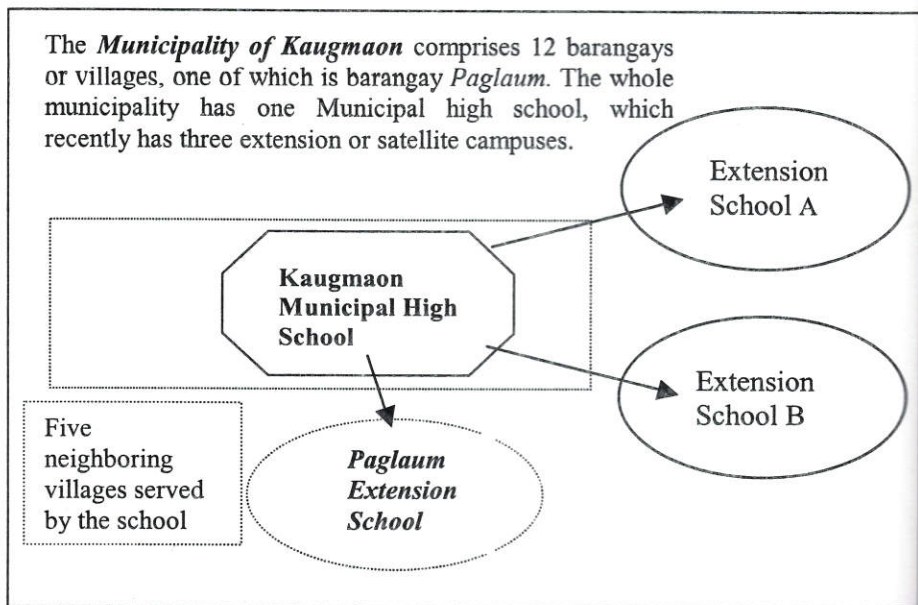 The Municipality of Kaugmaon comprises 12 barangays
or villages, one of which is barangay Paglaum. The whole
municipality has one Municipal high school, which
recently has three extension or satellite campuses.
Extension
School A
Kaugmaon
Municipal High
School
Extension
School B
Five
neighboring
villages served
by the school
Paglaum
Extension
School